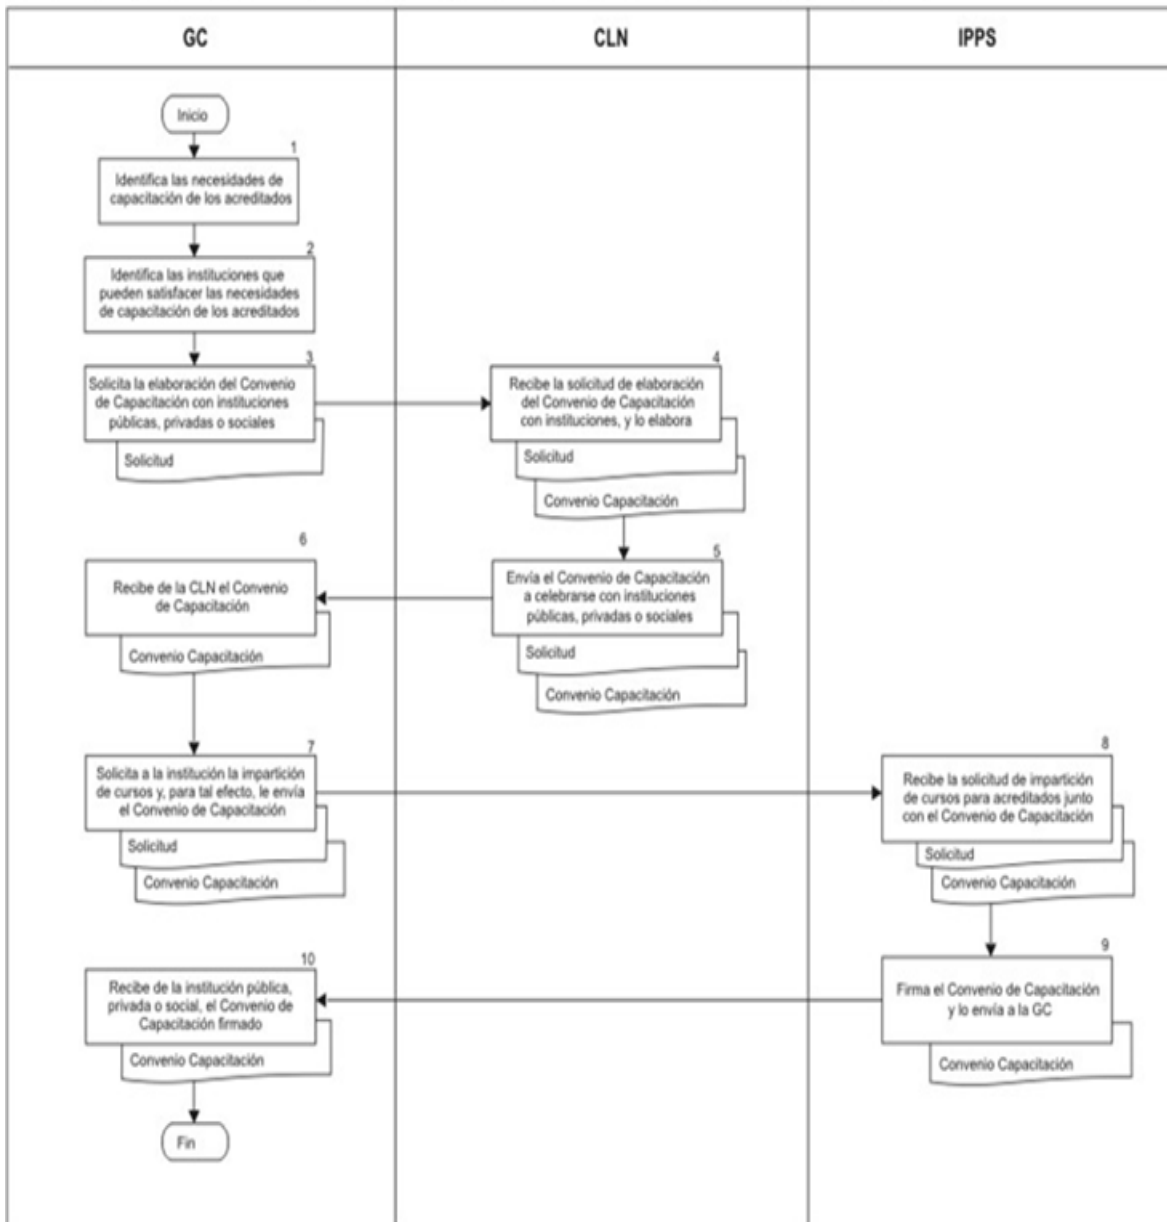 GC
CLN
IPPS
Inicio
1
Identifica las necesidades de
capacitación de los acreditados
2
Identifica las instituciones que
pueden satisfacer las necesidades
de capacitación de los acreditados
3
Solicita la elaboración del Convenio
de Capacitación con instituciones
públicas, privadas o sociales
Solicitud
4
Recibe la solicitud de elaboración
del Convenio de Capacitación
con instituciones, y lo elabora
Solicitud
Convenio Capacitación
5
Envía el Convenio de Capacitación
a celebrarse con instituciones
públicas, privadas o sociales
Solicitud
Convenio Capacitación
6
Recibe de la CLN el Convenio
de Capacitación
Convenio Capacitación
7
Solicita a la institución la impartición
de cursos y, para tal efecto, le envía
el Convenio de Capacitación
Solicitud
Convenio Capacitación
8
Recibe la solicitud de impartición
de cursos para acreditados junto
con el Convenio de Capacitación
Solicitud
Convenio Capacitación
9
Firma el Convenio de Capacitación
y lo envía a la GC
Convenio Capacitación
10
Recibe de la institución pública,
privada o social, el Convenio de
Capacitación firmado
Convenio Capacitación
Fin